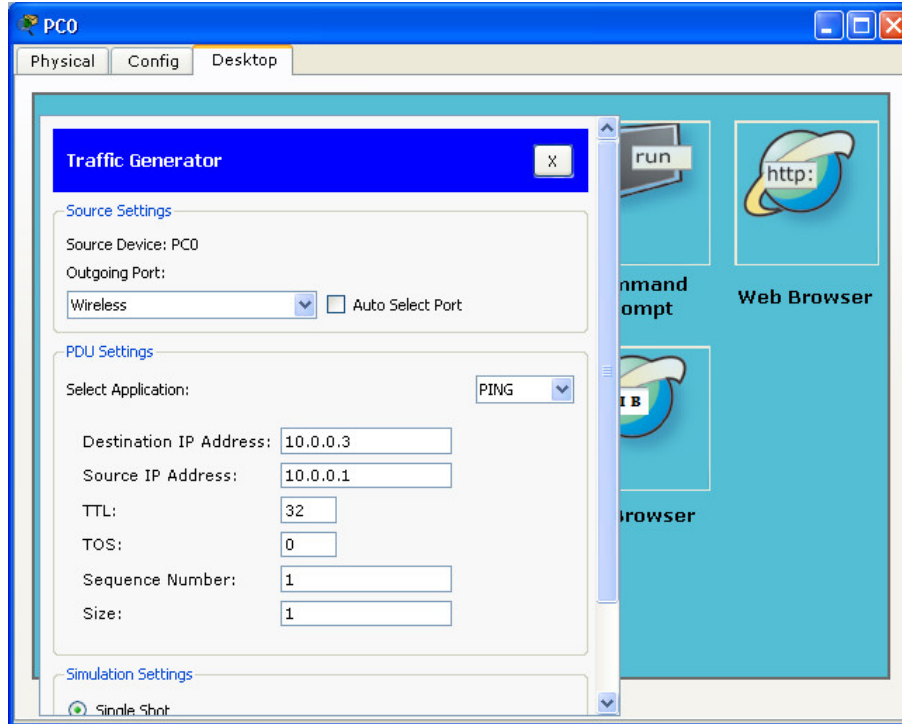 PC0
Physical Config Desktop
Traffic Generator X
Source Settings
Source Device: PC0
Outgoing Port:
Wireless Auto Select Port
PDU Settings
Select Application: PING
Destination IP Address: 10.0.0.3
Source IP Address: 10.0.0.1
TTL: 32
TOS: 0
Sequence Number: 1
Size: 1
Simulation Settings
Single Shot
run
mmand
ompt
http:
Web Browser
I B
Browser